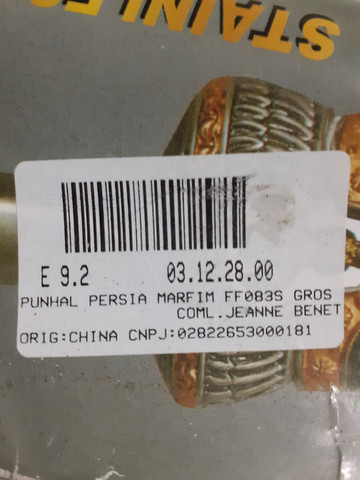 STAINLES
E 9.2 03.12.28.00
PUNHAL PERSIA MARFIM FF083S GROS
COML.JEANNE BENET
ORIG:CHINA CNPJ:02822653000181